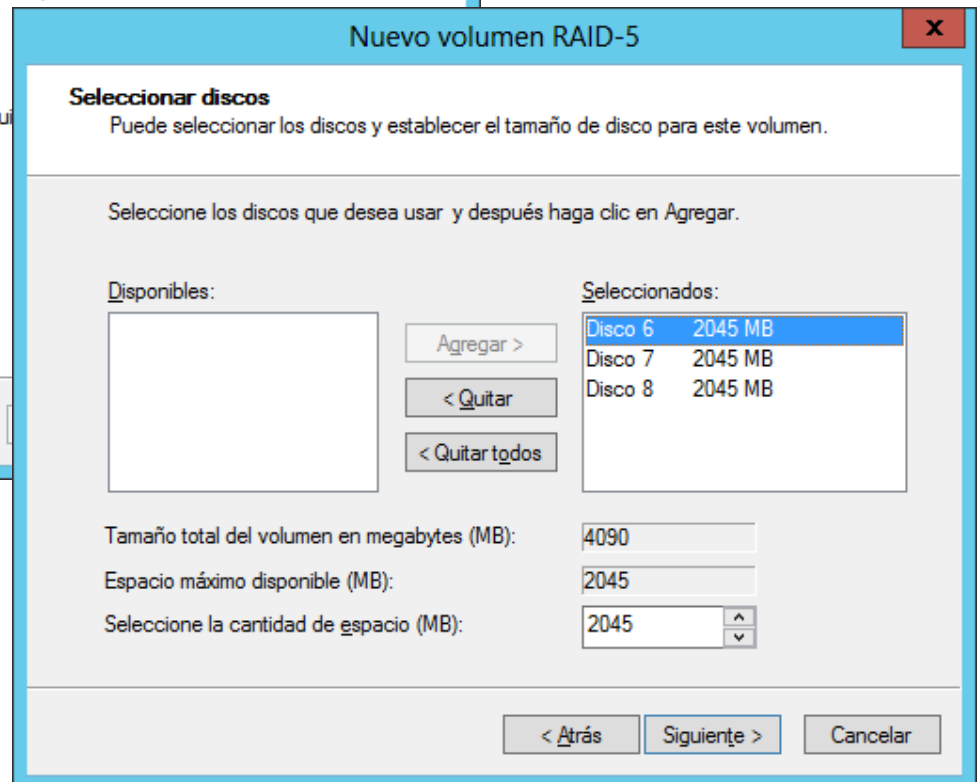 Nuevo volumen RAID-5
x
Seleccionar discos
Puede seleccionar los discos y establecer el tamaño de disco para este volumen.
ui
Seleccione los discos que desea usar y después haga clic en Agregar.
Disponibles:
Seleccionados:
Agregar >
< Quitar
< Quitar todos
Disco 6 2045 MB
Disco 7 2045 MB
Disco 8 2045 MB
Tamaño total del volumen en megabytes (MB): 4090
Espacio máximo disponible (MB): 2045
Seleccione la cantidad de espacio (MB): 2045
< Atrás Siguiente > Cancelar